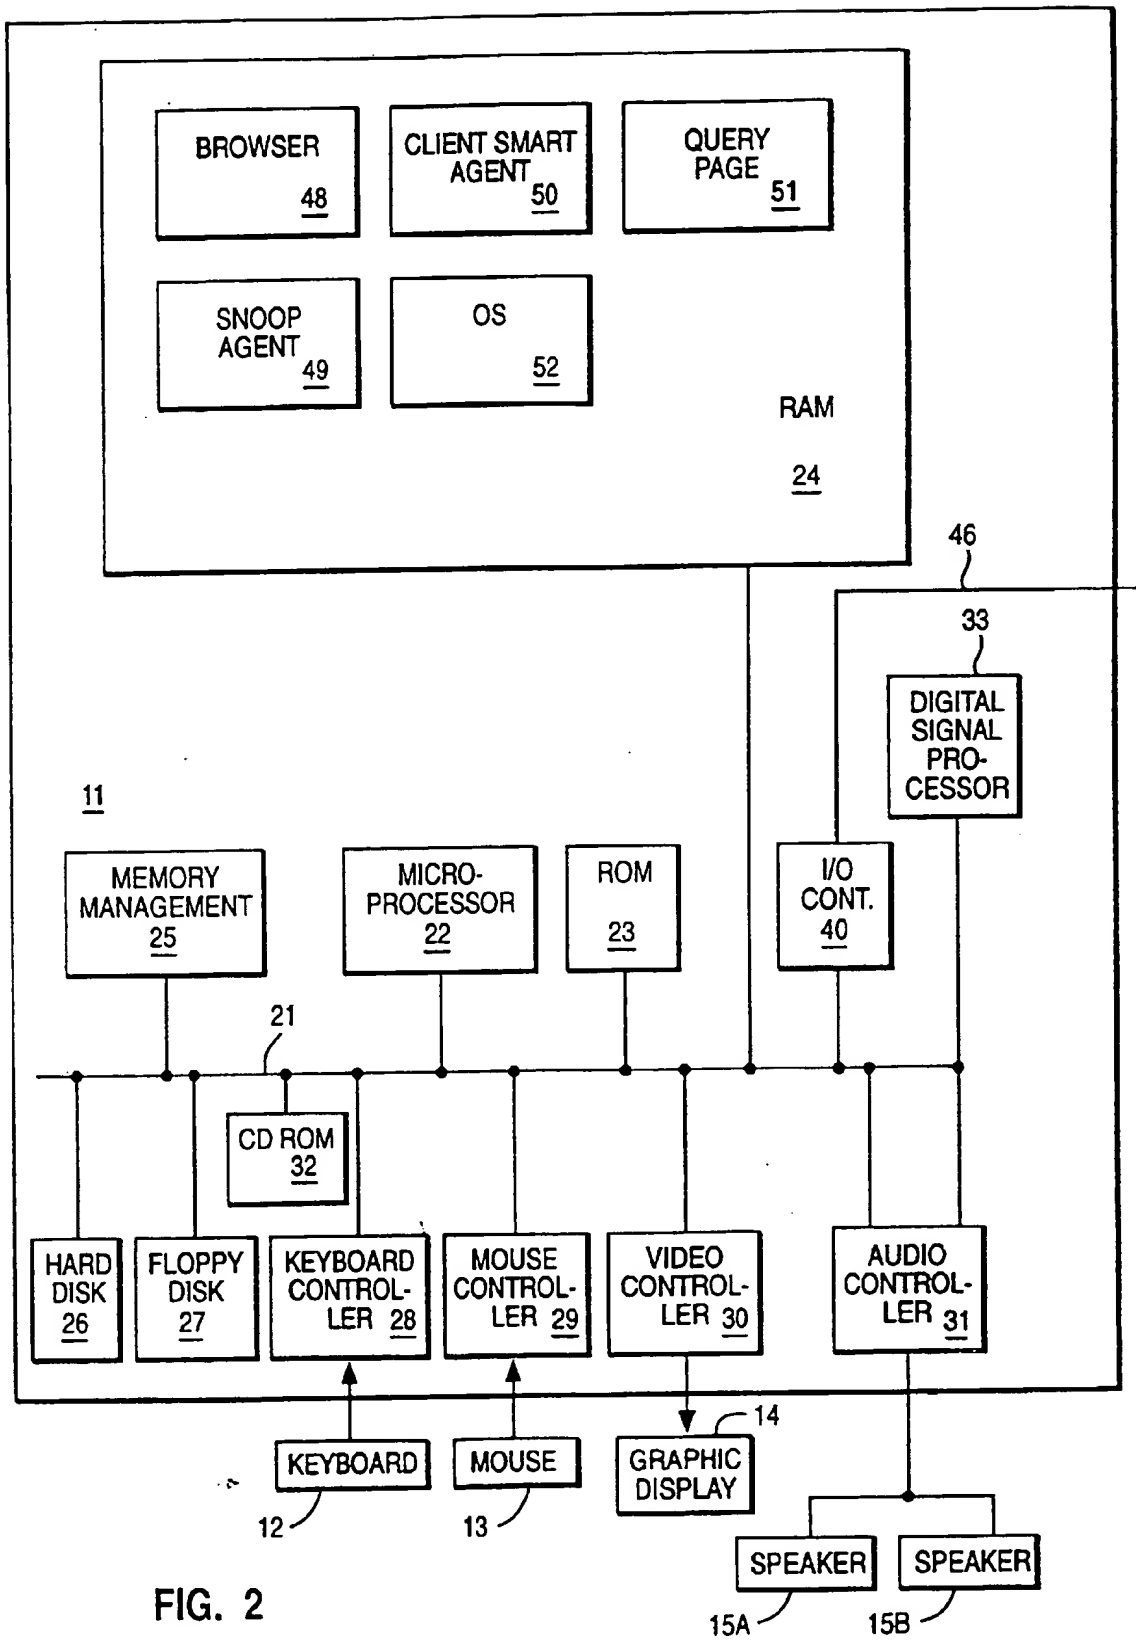 BROWSER
48
CLIENT SMART
AGENT
50
QUERY
PAGE
51
SNOOP
AGENT
49
OS
52
RAM
24
46
33
DIGITAL
SIGNAL
PRO-
CESSOR
11
MEMORY
MANAGEMENT
25
MICRO-
PROCESSOR
22
ROM
23
I/O
CONT.
40
21
CD ROM
32
HARD
DISK
26
FLOPPY
DISK
27
KEYBOARD
CONTROL-
LER 28
MOUSE
CONTROL-
LER 29
VIDEO
CONTROL-
LER 30
AUDIO
CONTROL-
LER 31
KEYBOARD
12
MOUSE
13
14
GRAPHIC
DISPLAY
SPEAKER
15A
SPEAKER
15B
FIG. 2